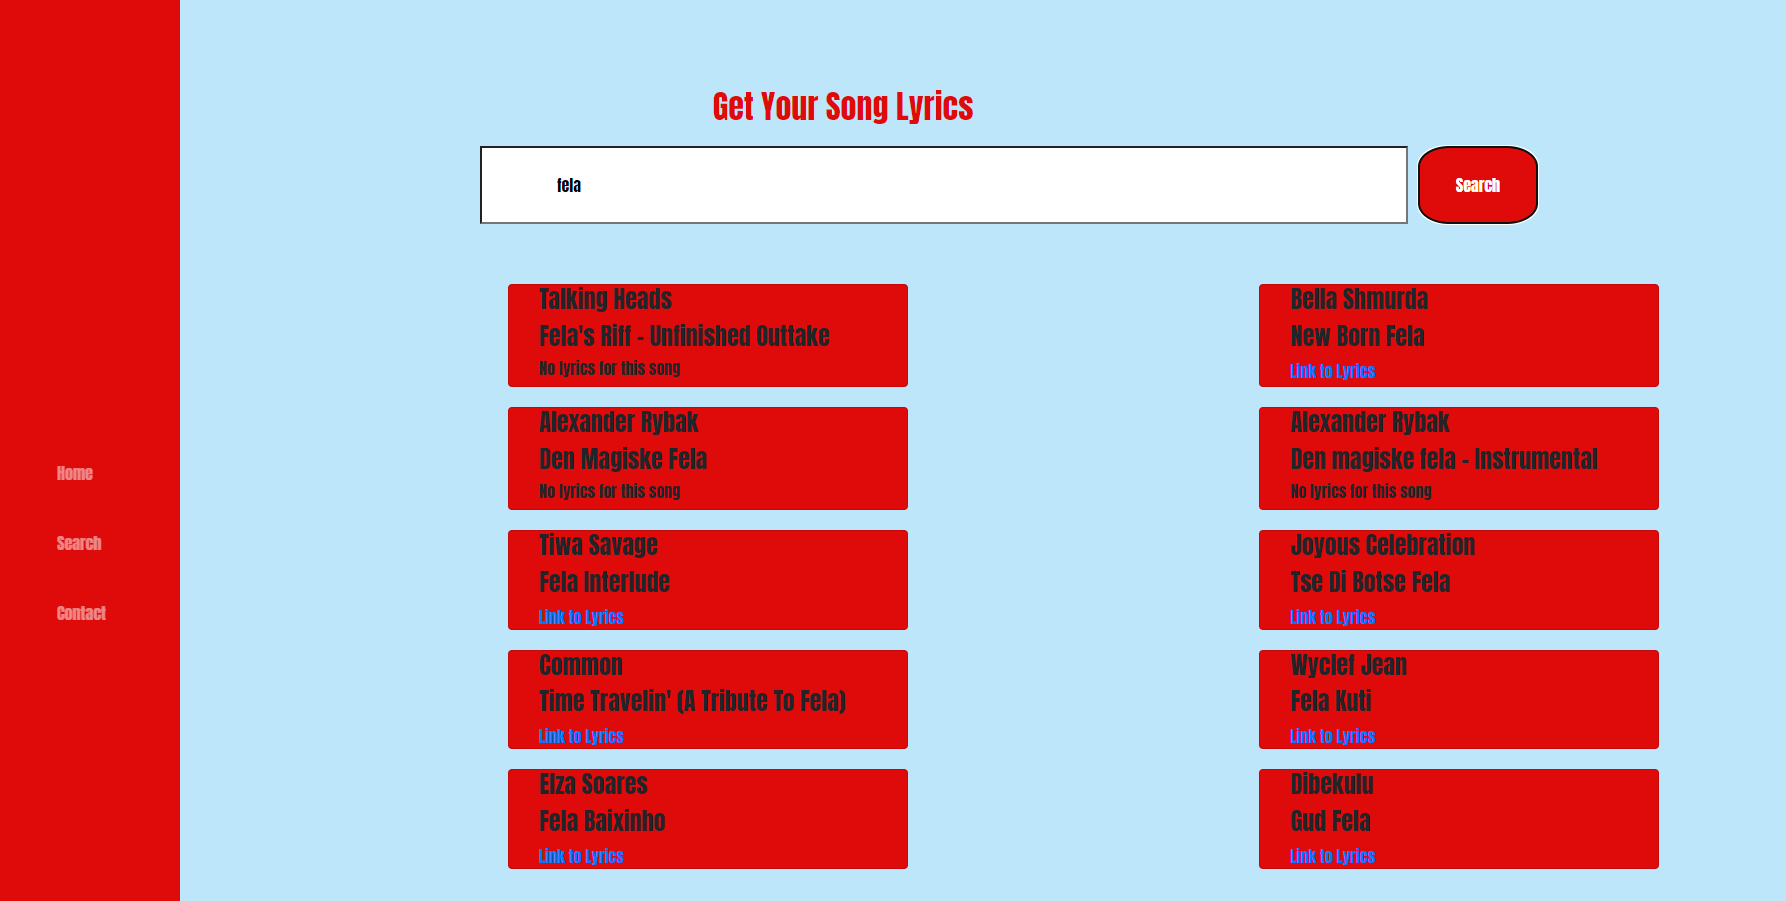 Get Your Song Lyrics
fela
Search
Home
Search
Contact
Talking Heads
Fela's Riff - Unfinished Outtake
No lyrics for this song
Bella Shmurda
New Born Fela
Link to Lyrics
Alexander Rybak
Den Magiske Fela
No lyrics for this song
Alexander Rybak
Den magiske fela - Instrumental
No lyrics for this song
Tiwa Savage
Fela Interlude
Link to Lyrics
Joyous Celebration
Tse Di Botse Fela
Link to Lyrics
Common
Time Travelin' (A Tribute To Fela)
Link to Lyrics
Wyclef Jean
Fela Kuti
Link to Lyrics
Elza Soares
Fela Baixinho
Link to Lyrics
Dibekulu
Gud Fela
Link to Lyrics